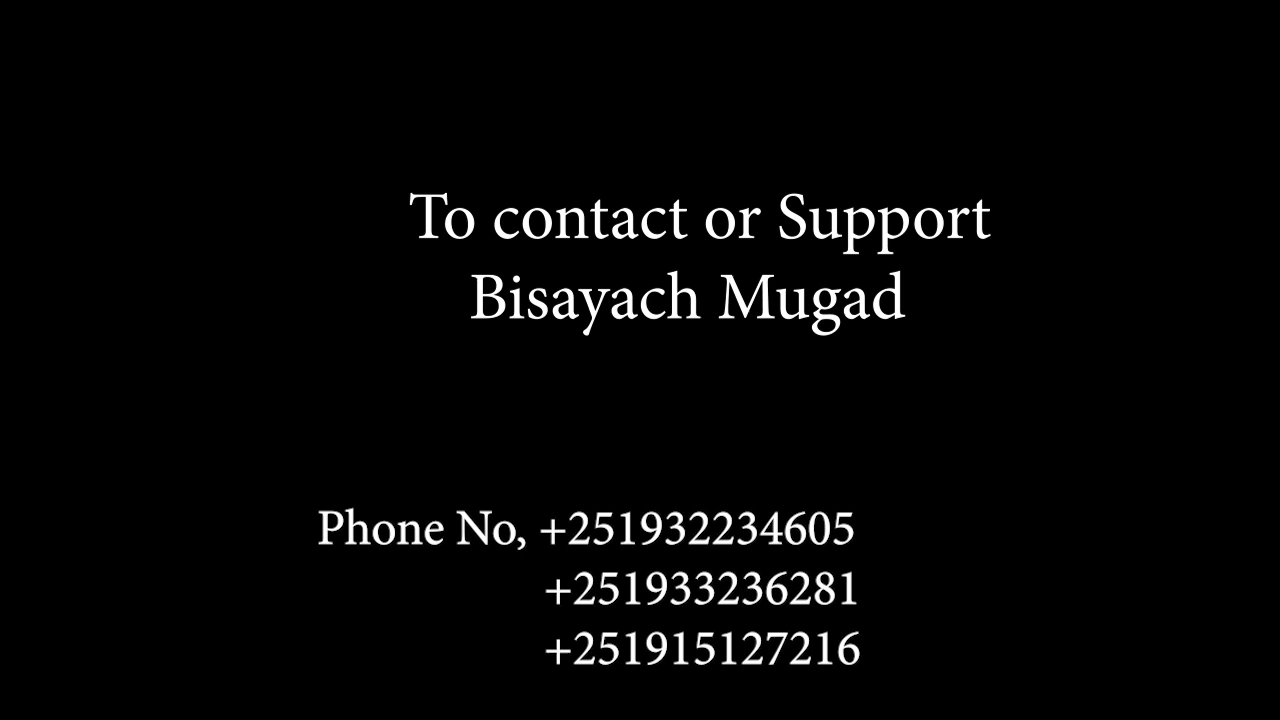 To contact or Support
Bisayach Mugad
Phone No, +251932234605
+251933236281
+251915127216